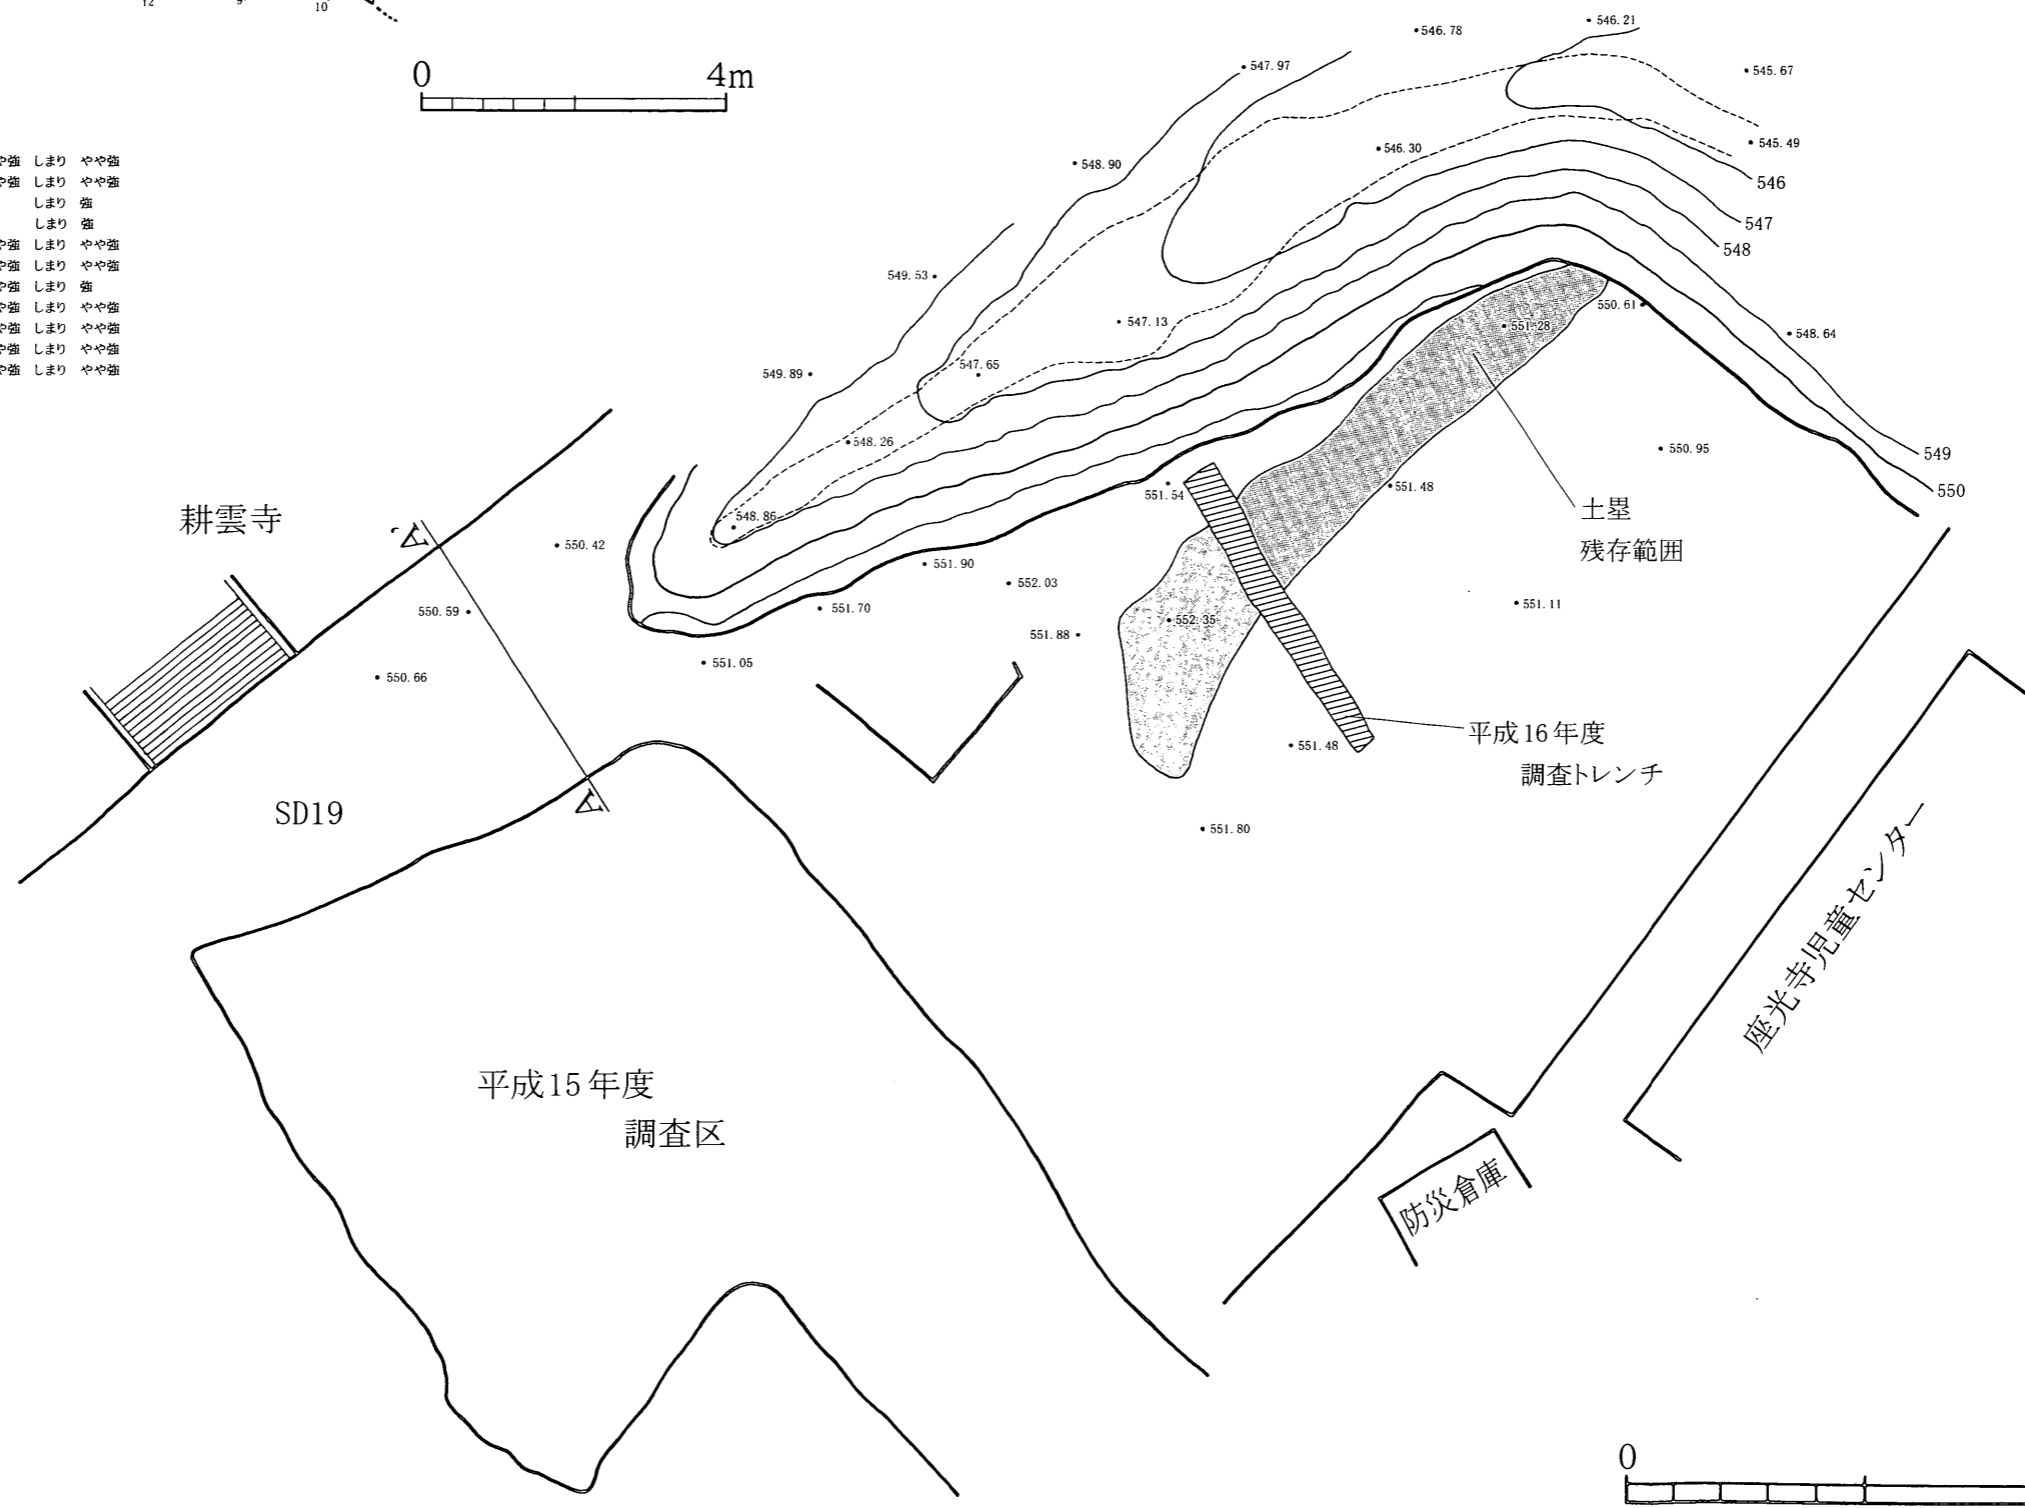 12
9
10
0 4m
や強 しまり やや強
や強 しまり やや強
しまり 強
しまり 強
や強 しまり やや強
や強 しまり やや強
や強 しまり 強
や強 しまり やや強
や強 しまり やや強
や強 しまり やや強
や強 しまり やや強
546.21
546.78
547.97
545.67
545.49
546.30
548.90
546
547
548
549.53
550.61
547.13
551.28
548.64
547.65
549.89
548.26
550.95
549
551.54
551.48
550
548.86
土塁
残存範囲
耕雲寺
A'
550.42
551.90
552.03
550.59
551.70
552.35
551.11
551.88
551.05
550.66
平成16年度
調査トレンチ
551.48
SD19
A
551.80
座光寺児童センター
平成15年度
調査区
防災倉庫
0